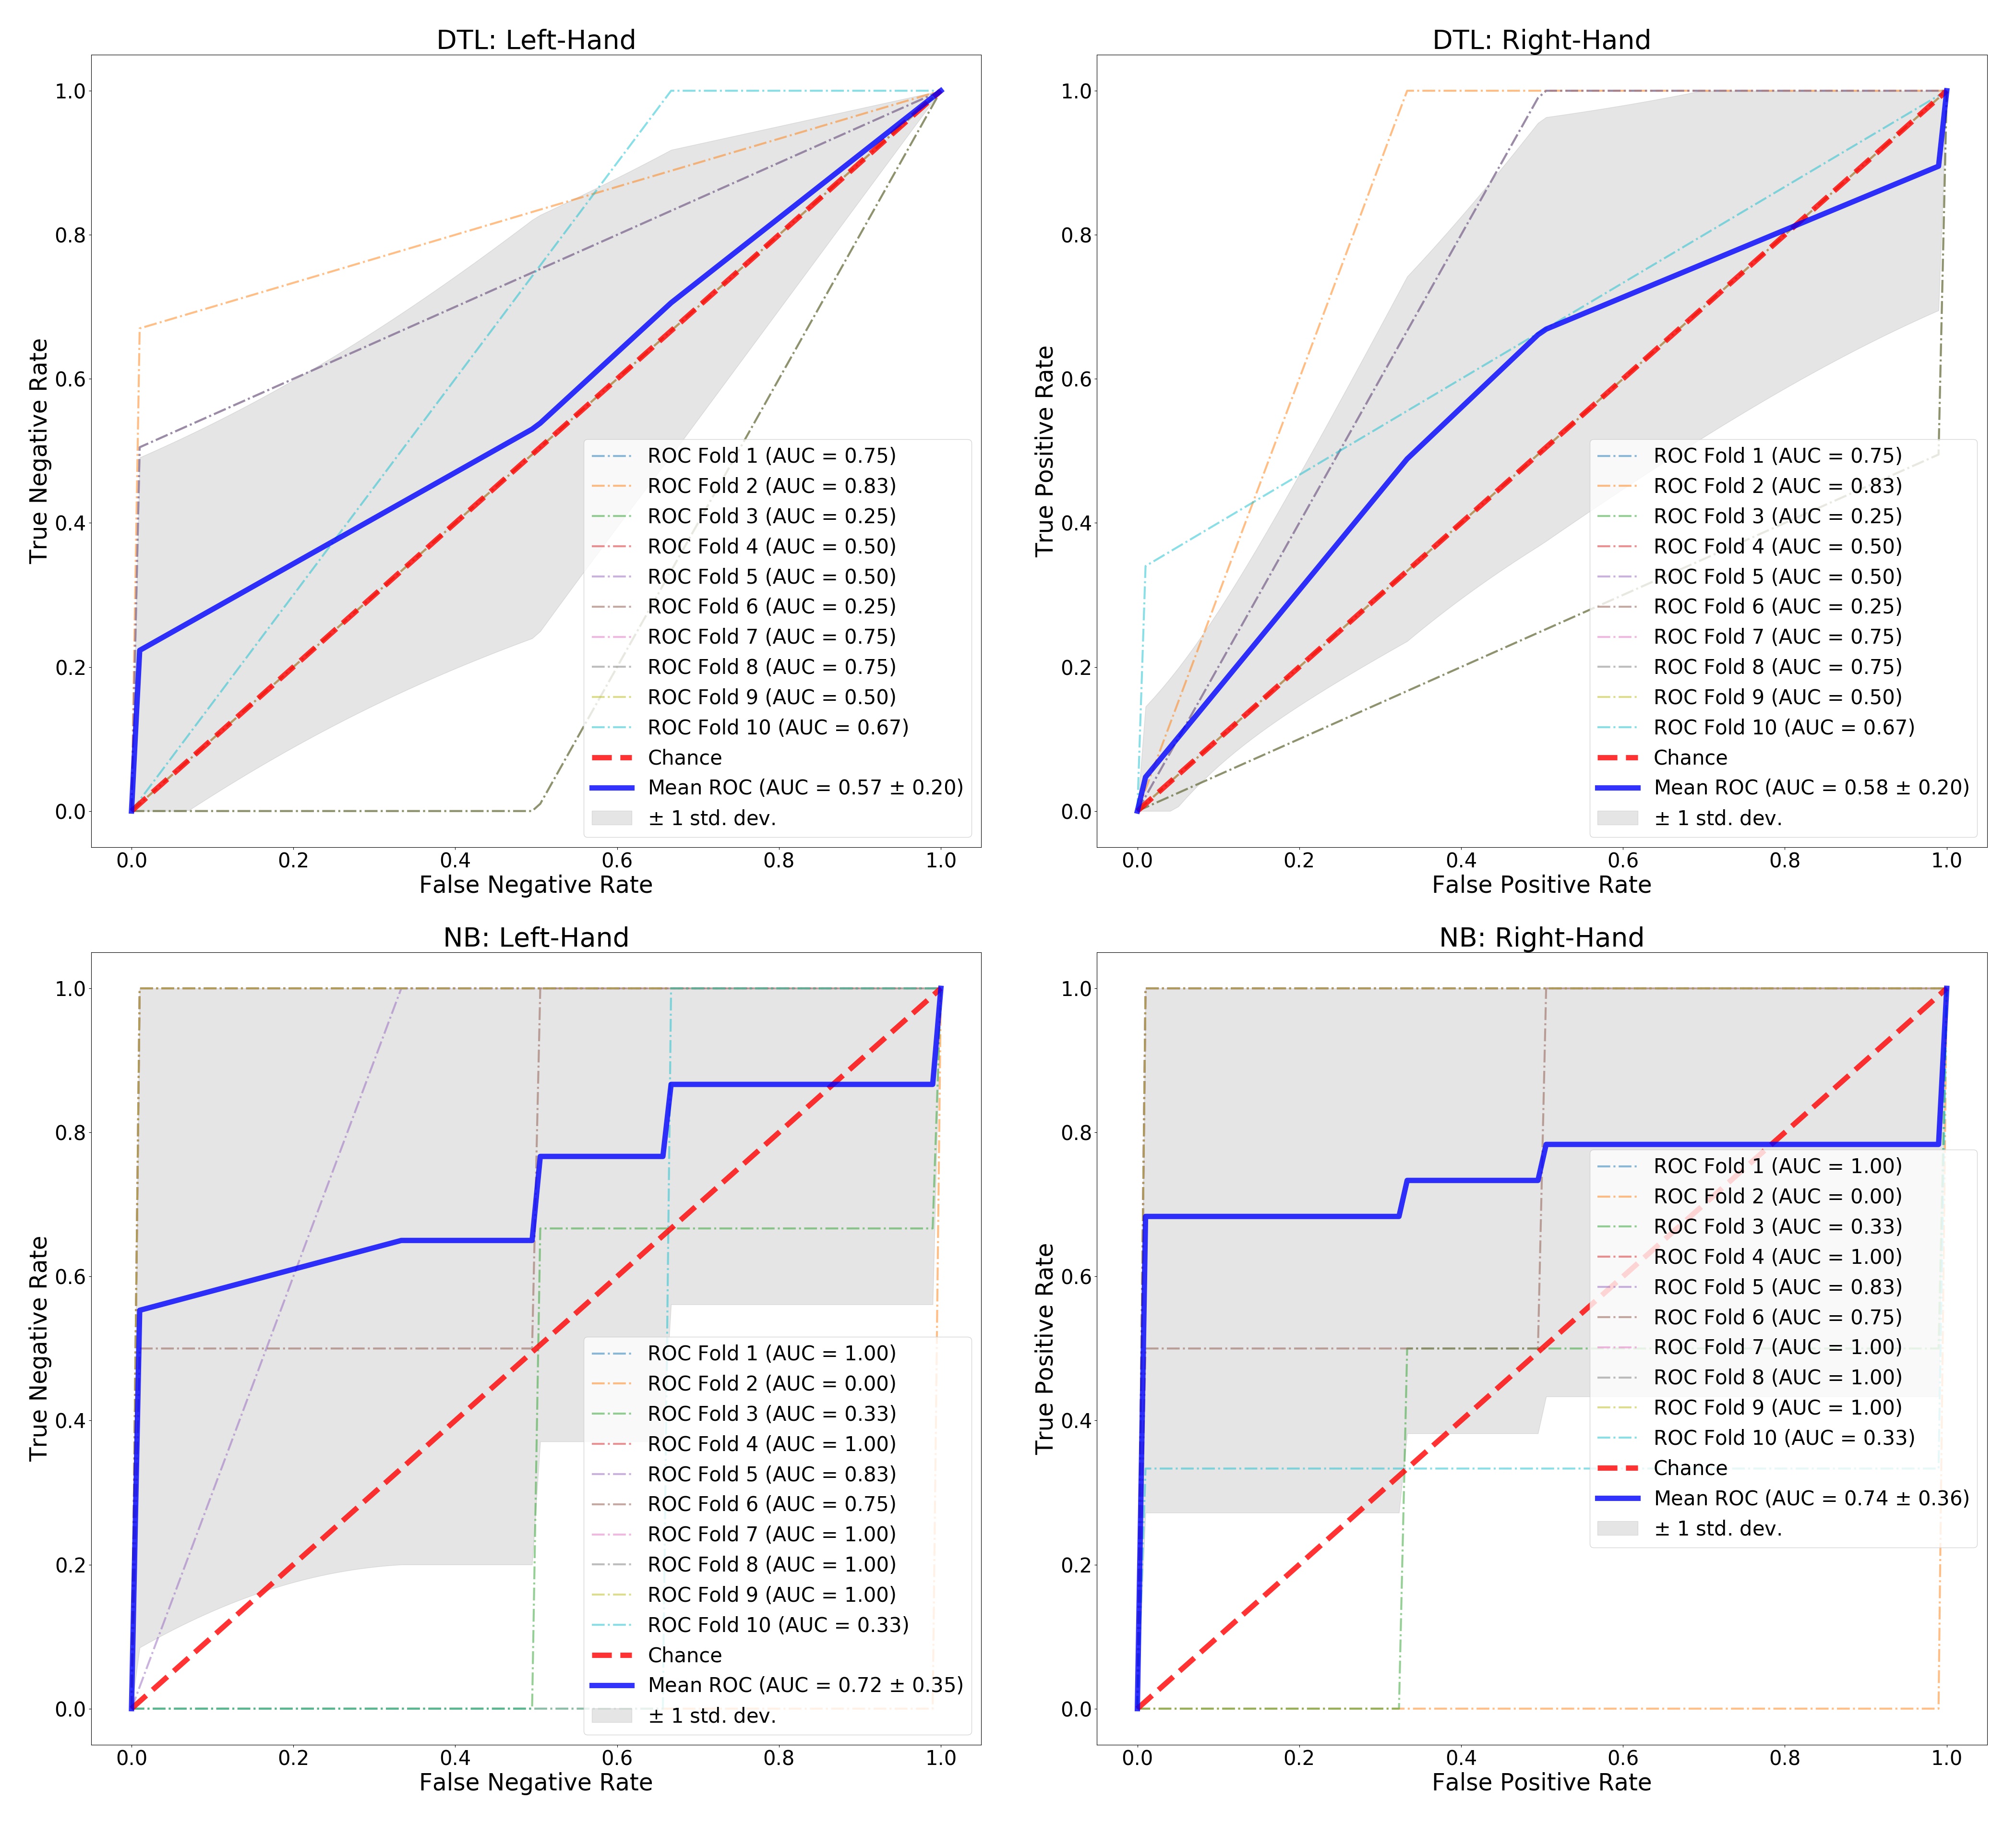 DTL: Left-Hand
True Negative Rate
1.0
0.8
0.6
0.4
0.2
0.0
ROC Fold 1 (AUC = 0.75)
ROC Fold 2 (AUC = 0.83)
ROC Fold 3 (AUC = 0.25)
ROC Fold 4 (AUC = 0.50)
ROC Fold 5 (AUC = 0.50)
ROC Fold 6 (AUC = 0.25)
ROC Fold 7 (AUC = 0.75)
ROC Fold 8 (AUC = 0.75)
ROC Fold 9 (AUC = 0.50)
ROC Fold 10 (AUC = 0.67)
Chance
Mean ROC (AUC = 0.57 ± 0.20)
± 1 std. dev.
0.0 0.2 0.4 0.6 0.8 1.0
False Negative Rate
DTL: Right-Hand
True Positive Rate
1.0
0.8
0.6
0.4
0.2
0.0
ROC Fold 1 (AUC = 0.75)
ROC Fold 2 (AUC = 0.83)
ROC Fold 3 (AUC = 0.25)
ROC Fold 4 (AUC = 0.50)
ROC Fold 5 (AUC = 0.50)
ROC Fold 6 (AUC = 0.25)
ROC Fold 7 (AUC = 0.75)
ROC Fold 8 (AUC = 0.75)
ROC Fold 9 (AUC = 0.50)
ROC Fold 10 (AUC = 0.67)
Chance
Mean ROC (AUC = 0.58 ± 0.20)
± 1 std. dev.
0.0 0.2 0.4 0.6 0.8 1.0
False Positive Rate
NB: Left-Hand
True Negative Rate
1.0
0.8
0.6
0.4
0.2
0.0
ROC Fold 1 (AUC = 1.00)
ROC Fold 2 (AUC = 0.00)
ROC Fold 3 (AUC = 0.33)
ROC Fold 4 (AUC = 1.00)
ROC Fold 5 (AUC = 0.83)
ROC Fold 6 (AUC = 0.75)
ROC Fold 7 (AUC = 1.00)
ROC Fold 8 (AUC = 1.00)
ROC Fold 9 (AUC = 1.00)
ROC Fold 10 (AUC = 0.33)
Chance
Mean ROC (AUC = 0.72 ± 0.35)
± 1 std. dev.
0.0 0.2 0.4 0.6 0.8 1.0
False Negative Rate
NB: Right-Hand
True Positive Rate
1.0
0.8
0.6
0.4
0.2
0.0
ROC Fold 1 (AUC = 1.00)
ROC Fold 2 (AUC = 0.00)
ROC Fold 3 (AUC = 0.33)
ROC Fold 4 (AUC = 1.00)
ROC Fold 5 (AUC = 0.83)
ROC Fold 6 (AUC = 0.75)
ROC Fold 7 (AUC = 1.00)
ROC Fold 8 (AUC = 1.00)
ROC Fold 9 (AUC = 1.00)
ROC Fold 10 (AUC = 0.33)
Chance
Mean ROC (AUC = 0.74 ± 0.36)
± 1 std. dev.
0.0 0.2 0.4 0.6 0.8 1.0
False Positive Rate